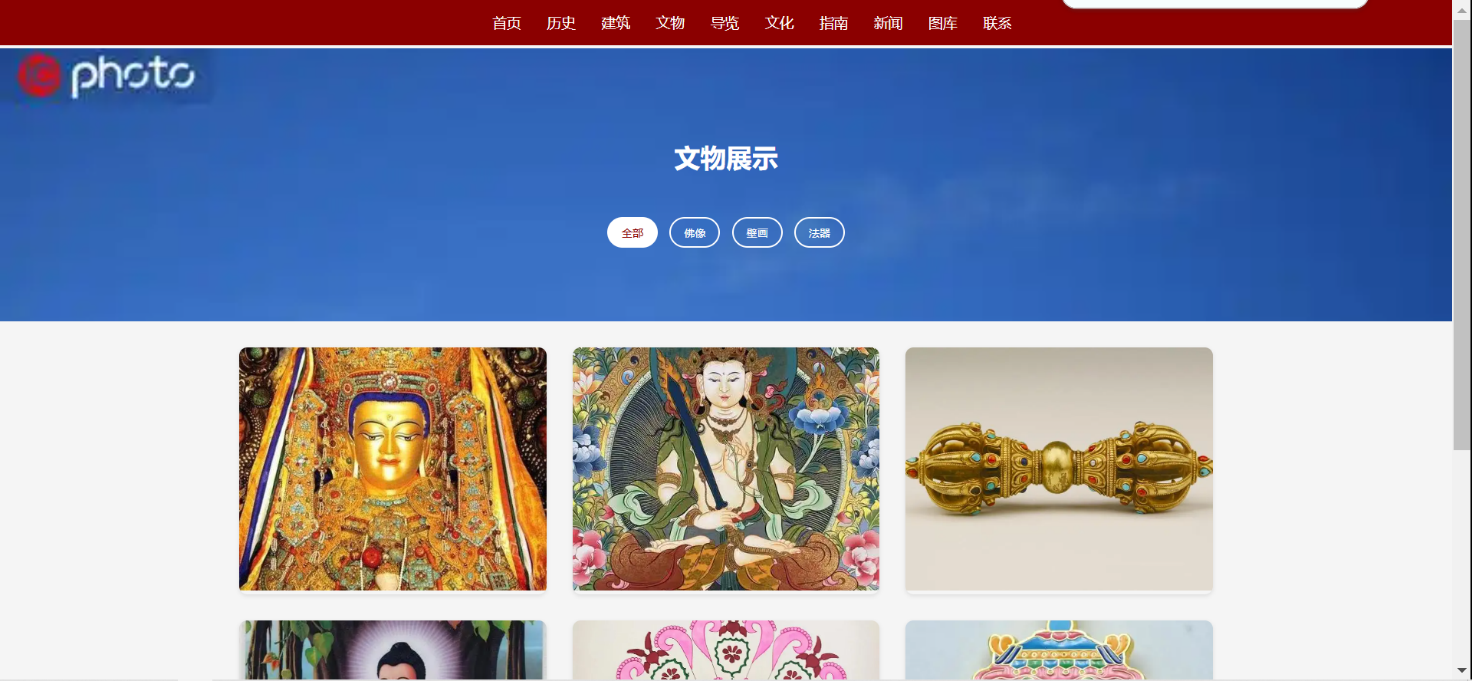 首页 历史 建筑 文物 导览 文化 指南 新闻 图库 联系
iC photo
文物展示
全部 佛像 壁画 法器